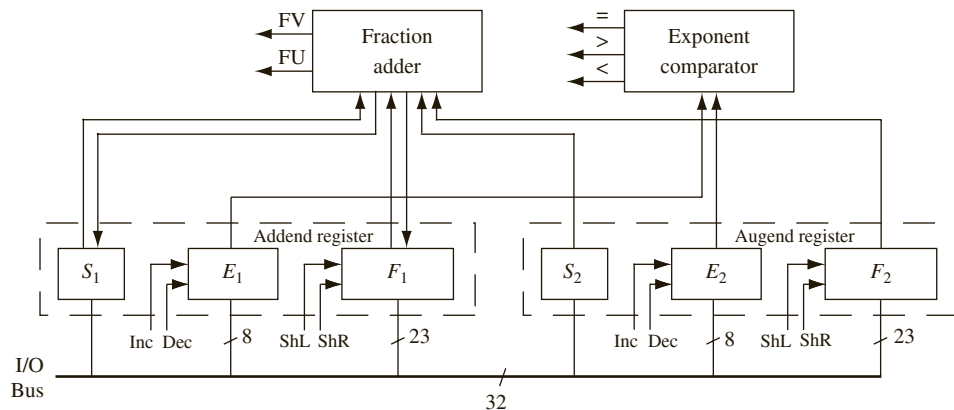 FV
FU
Fraction
adder
=
>
<
Exponent
comparator
Addend register
Augend register
S1
E1
F1
S2
E2
F2
Inc Dec
8
ShL ShR
23
Inc Dec
8
ShL ShR
23
I/O
Bus
32